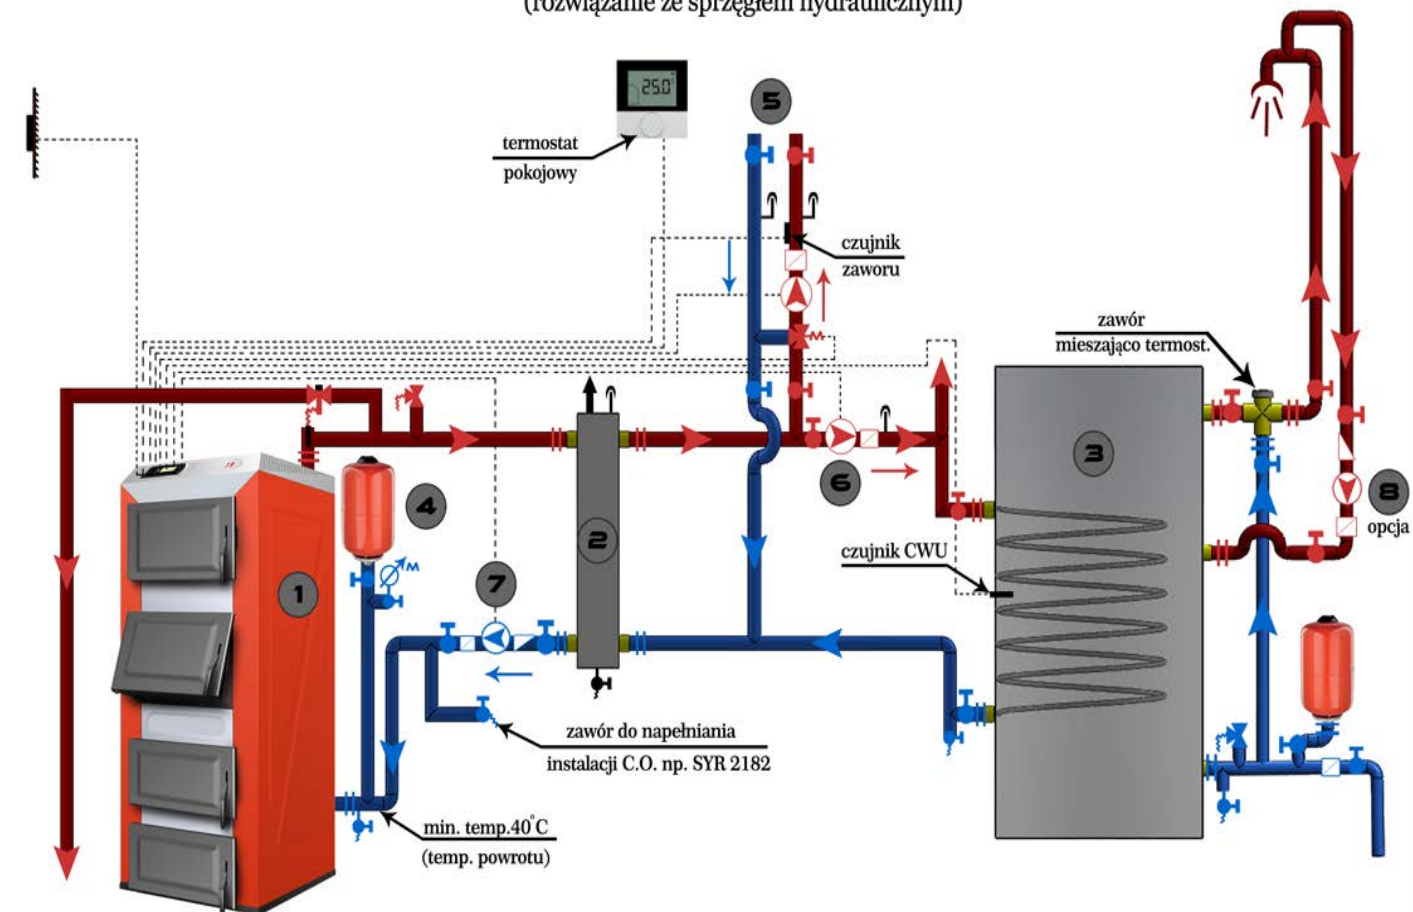 (rozwiązanie ze sprzęgłem hydraulicznym)
25.0
5
termostat
pokojowy
czujnik
zaworu
zawór
mieszająco termost.
3
4
6
8
opcja
2
czujnik CWU
1
7
M
zawór do napełniania
instalacji C.O. np. SYR 2182
min. temp.40°C
(temp. powrotu)